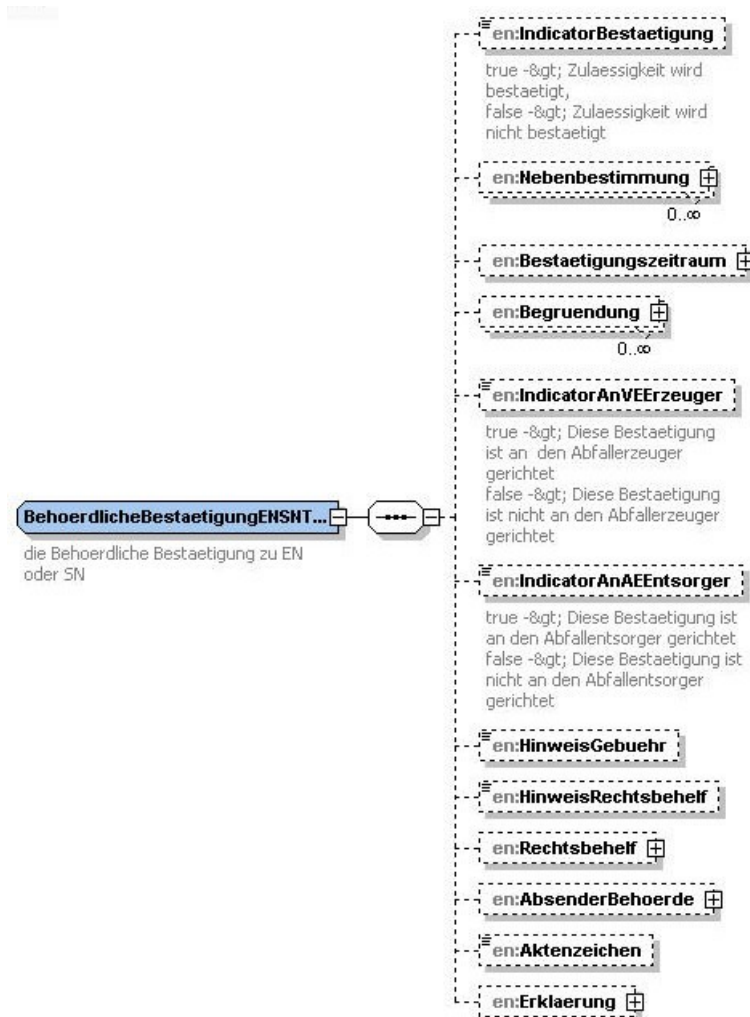 en:IndicatorBestaetigung
true -&gt; Zulaessigkeit wird
bestaetigt,
false -&gt; Zulaessigkeit wird
nicht bestaetigt
en:Nebenbestimmung
0..∞
en:Bestaetigungszeitraum
en:Begruendung
0..∞
en:IndicatorAnVEErzeuger
true -&gt; Diese Bestaetigung
ist an den Abfallerzeuger
gerichtet
false -&gt; Diese Bestaetigung
ist nicht an den Abfallerzeuger
gerichtet
BehoerdlicheBestaetigungENSNT...
die Behoerdliche Bestaetigung zu EN
oder SN
en:IndicatorAnAEEntsorger
true -&gt; Diese Bestaetigung ist
an den Abfallentsorger gerichtet
false -&gt; Diese Bestaetigung ist
nicht an den Abfallentsorger
gerichtet
en:HinweisGebuehr
en:HinweisRechtsbehelf
en:Rechtsbehelf
en:AbsenderBehoerde
en:Aktenzeichen
en:Erklaerung